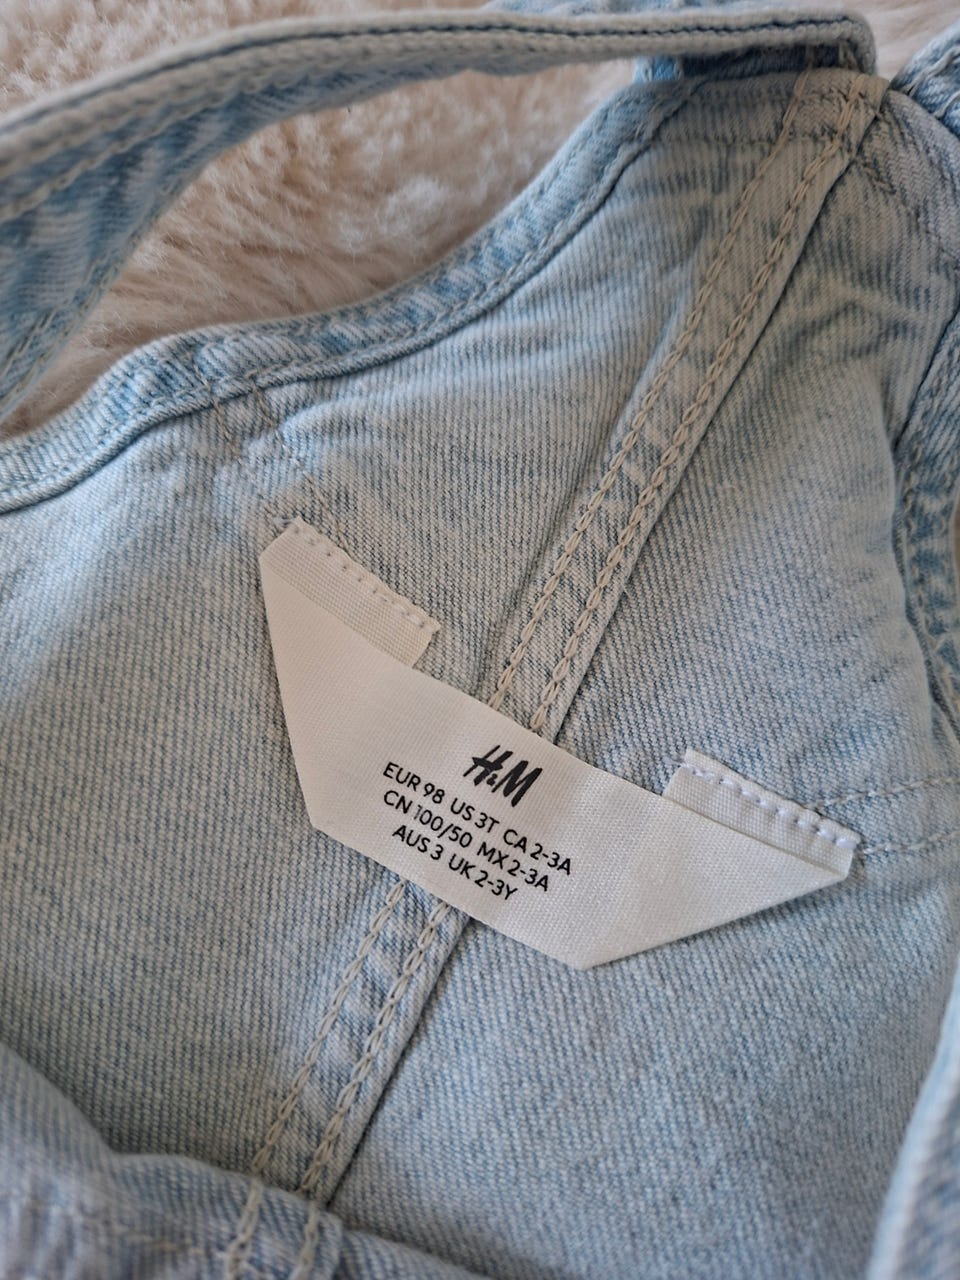 H&M
EUR 98 US 3T CA 2-3A
CN 100/50 MX 2-3A
AUS 3 UK 2-3Y